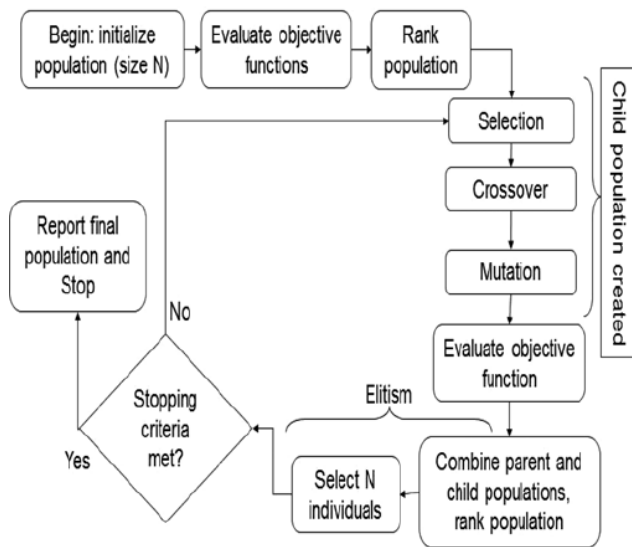 Begin: initialize
population (size N)
Evaluate objective
functions
Rank
population
Selection
Crossover
Mutation
Child population created
Evaluate objective
function
Combine parent and
child populations,
rank population
Elitism
Select N
individuals
Stopping
criteria
met?
No
Yes
Report final
population and
Stop